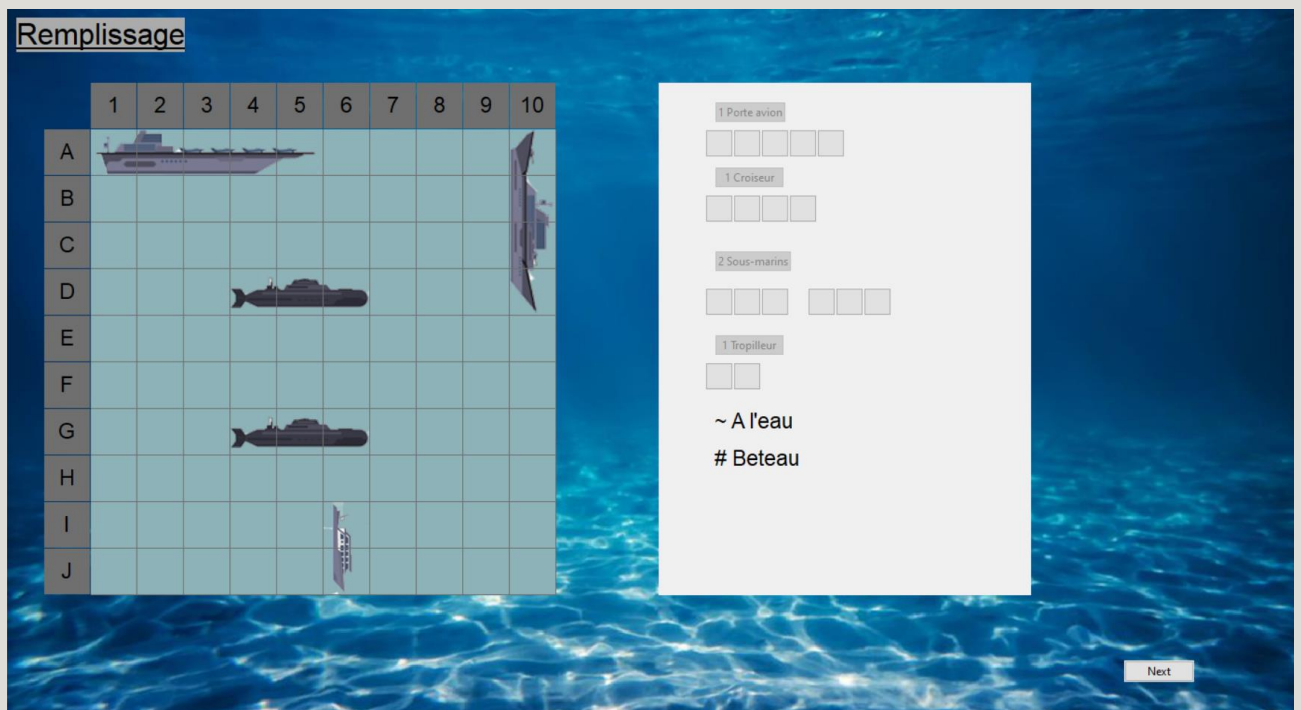 Remplissage
1 2 3 4 5 6 7 8 9 10
A
B
C
D
E
F
G
H
I
J
1 Porte avion
1 Croiseur
2 Sous-marins
1 Tropilleur
~ A l'eau
# Beteau
Next